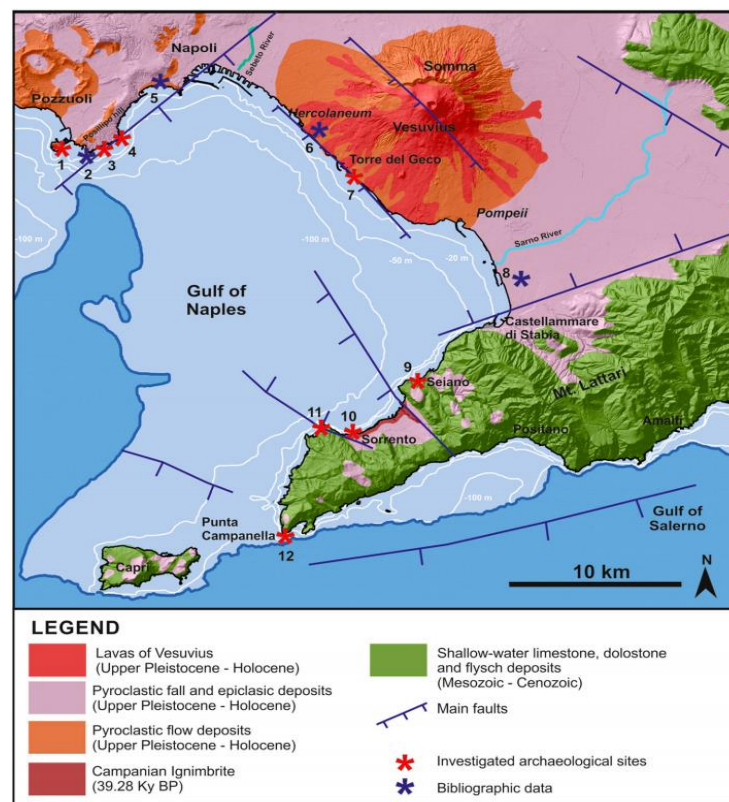 Napoli
Sebeto River
Somma
Pozzuoli
5
Posillipo hill
Hercolaneum
Vesuvius
4
1
2
3
6
Torre del Geco
7
Pompeii
-100 m
-100 m
-50 m
-20 m
Sarno River
8
Gulf of
Naples
Castellammare
di Stabia
9
Seiano
Mt. Lattari
11
10
Sorrento
Positano
Amalfi
-100 m
Punta
Campanella
Gulf of
Salerno
12
Capri
N
10 km
LEGEND
Lavas of Vesuvius
(Upper Pleistocene - Holocene)
Pyroclastic fall and epiclasic deposits
(Upper Pleistocene - Holocene)
Pyroclastic flow deposits
(Upper Pleistocene - Holocene)
Campanian Ignimbrite
(39.28 Ky BP)
Shallow-water limestone, dolostone
and flysch deposits
(Mesozoic - Cenozoic)
Main faults
Investigated archaeological sites
Bibliographic data